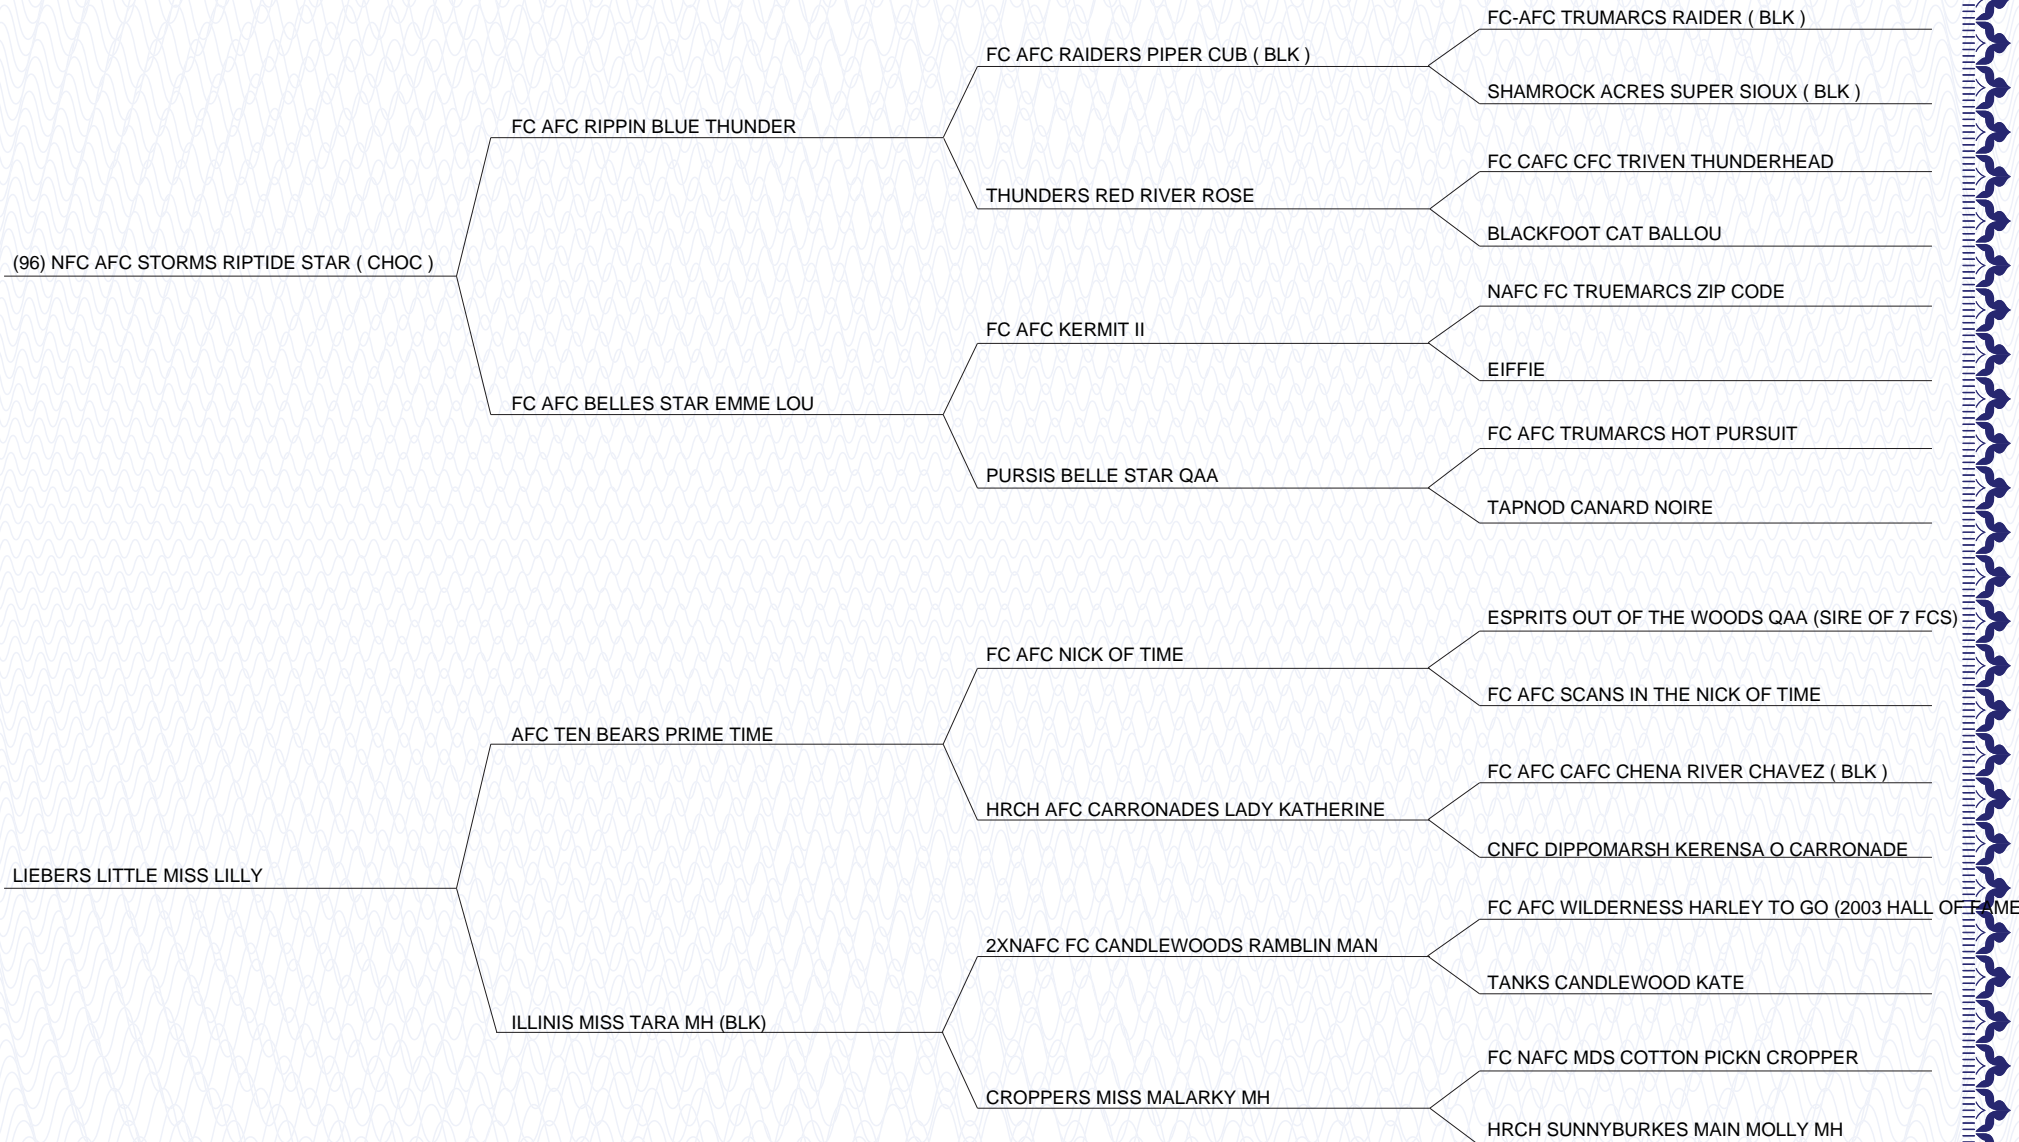 FC-AFC TRUMARCS RAIDER ( BLK )
FC AFC RAIDERS PIPER CUB ( BLK )
SHAMROCK ACRES SUPER SIOUX ( BLK )
FC AFC RIPPIN BLUE THUNDER
FC CAFC CFC TRIVEN THUNDERHEAD
THUNDERS RED RIVER ROSE
BLACKFOOT CAT BALLOU
(96) NFC AFC STORMS RIPTIDE STAR ( CHOC )
NAFC FC TRUEMARCS ZIP CODE
FC AFC KERMIT II
EIFFIE
FC AFC BELLES STAR EMME LOU
FC AFC TRUMARCS HOT PURSUIT
PURSIS BELLE STAR QAA
TAPNOD CANARD NOIRE
ESPRITS OUT OF THE WOODS QAA (SIRE OF 7 FCS)
FC AFC NICK OF TIME
FC AFC SCANS IN THE NICK OF TIME
AFC TEN BEARS PRIME TIME
FC AFC CAFC CHENA RIVER CHAVEZ ( BLK )
HRCH AFC CARRONADES LADY KATHERINE
CNFC DIPPOMARSH KERENSA O CARRONADE
LIEBERS LITTLE MISS LILLY
FC AFC WILDERNESS HARLEY TO GO (2003 HALL OF FAME
2XNAFC FC CANDLEWOODS RAMBLIN MAN
TANKS CANDLEWOOD KATE
ILLINIS MISS TARA MH (BLK)
FC NAFC MDS COTTON PICKN CROPPER
CROPPERS MISS MALARKY MH
HRCH SUNNYBURKES MAIN MOLLY MH